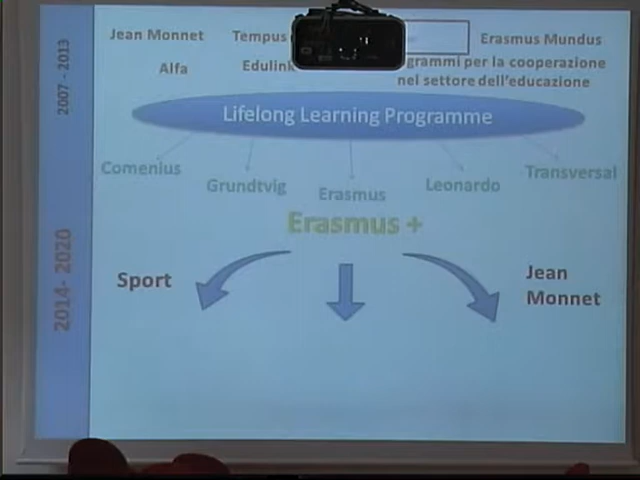 Jean Monnet Tempus Erasmus Mundus
Alfa Edulink grammi per la cooperazione
nel settore dell'educazione
2007 - 2013
Lifelong Learning Programme
Comenius Grundtvig Erasmus Leonardo Transversal
Erasmus +
2014- 2020
Sport
Jean
Monnet